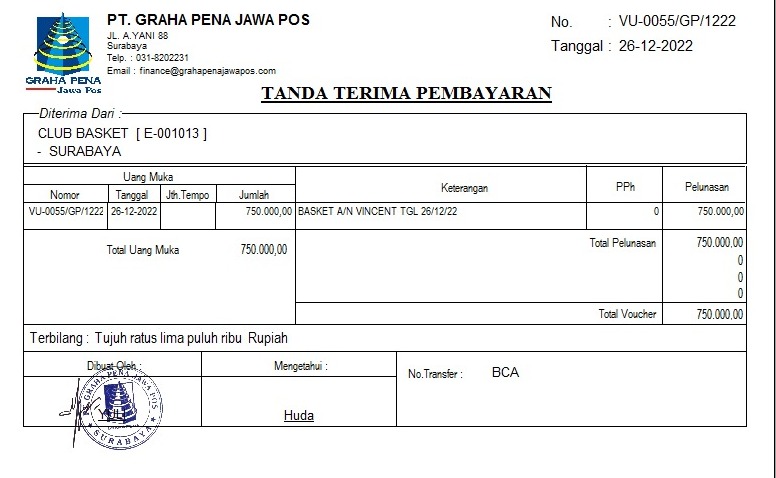 PT. GRAHA PENA JAWA POS
JL. A.YANI 88
Surabaya
Telp. : 031-8202231
Email : finance@grahapenajawapos.com
GRAHA PENA
Jawa Pos
No. : VU-0055/GP/1222
Tanggal : 26-12-2022
TANDA TERIMA PEMBAYARAN
Diterima Dari :
CLUB BASKET [ E-001013 ]
- SURABAYA
Uang Muka
Nomor Tanggal Jth.Tempo Jumlah Keterangan PPh Pelunasan
VU-0055/GP/1222 26-12-2022 750.000,00 BASKET A/N VINCENT TGL 26/12/22 0 750.000,00
Total Uang Muka 750.000,00 Total Pelunasan 750.000,00
0
0
0
Total Voucher 750.000,00
Terbilang : Tujuh ratus lima puluh ribu Rupiah
Dibuat Oleh : Mengetahui : No.Transfer : BCA
PT. GRAHA PENA JAWA POS
SURABAYA
Huda